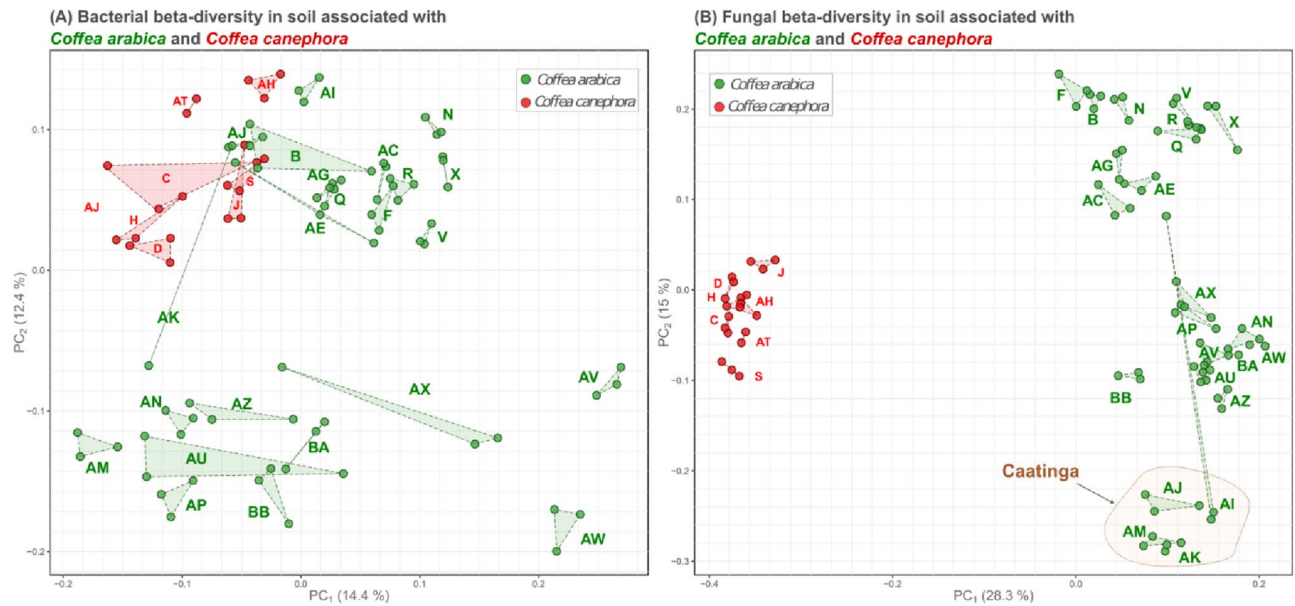 (A) Bacterial beta-diversity in soil associated with
Coffea arabica and Coffea canephora
Coffea arabica
Coffea canephora
AH
AI
AT
N
AJ
B
AC
C
S
AG
R
X
Q
AJ
J
F
H
AE
V
D
AK
AX
AV
AN
AZ
BA
AM
AU
AP
BB
AW
0.1
0.0
−0.1
−0.2
PC2 (12.4 %)
−0.2
−0.1
0.0
0.1
0.2
PC1 (14.4 %)
(B) Fungal beta-diversity in soil associated with
Coffea arabica and Coffea canephora
Coffea arabica
Coffea canephora
F
B
N
V
R
X
Q
AG
AE
AC
J
D
H
AH
C
AT
S
AX
AP
AN
AV
BA
AW
AU
BB
AZ
Caatinga
AJ
AI
AM
AK
0.2
0.1
0.0
−0.1
−0.2
−0.3
PC2 (15 %)
−0.4
0.0
0.2
PC1 (28.3 %)